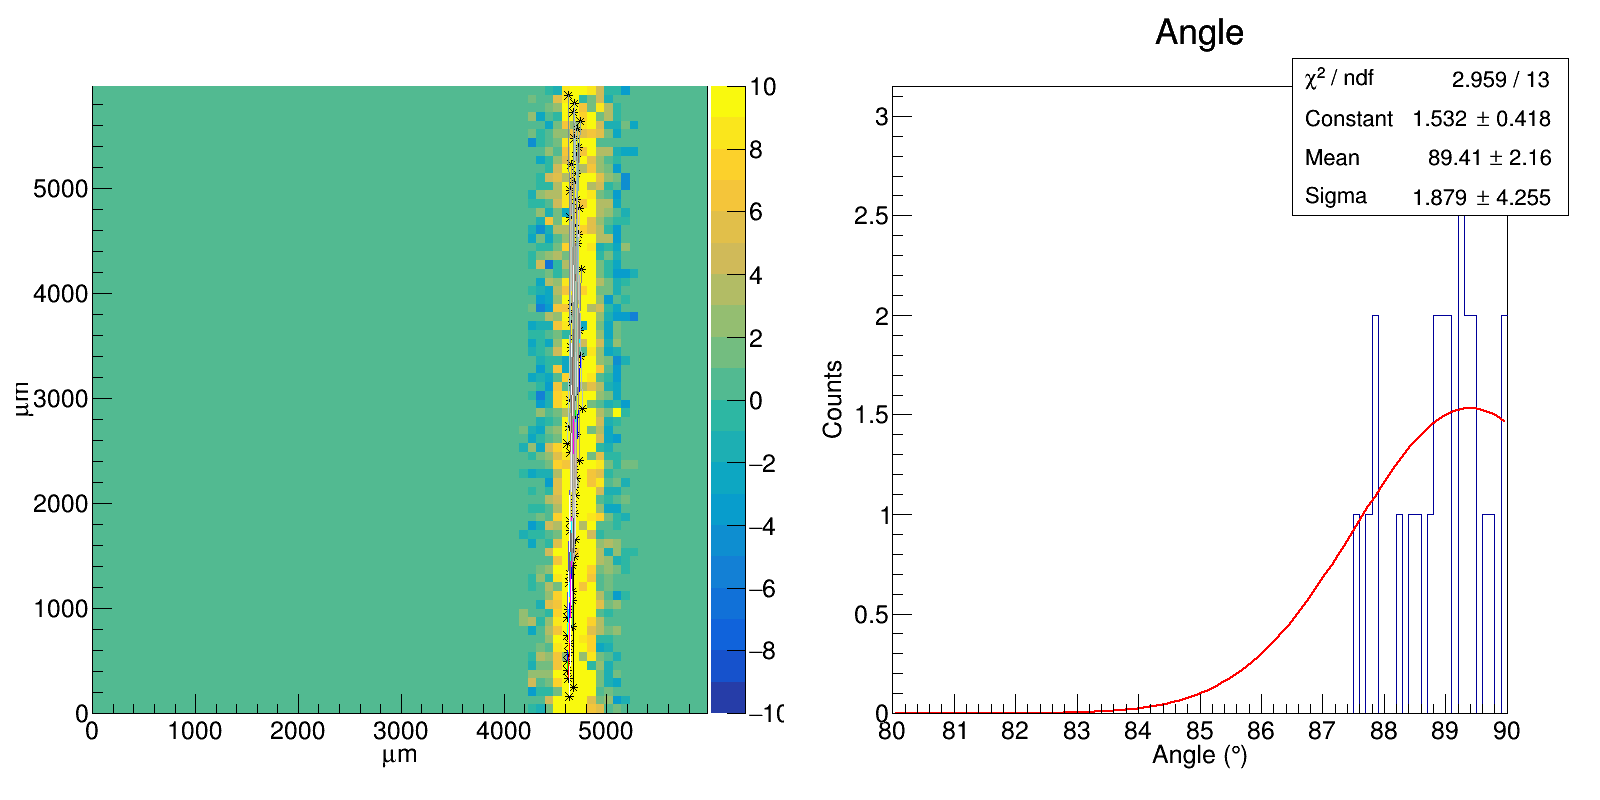 Angle
χ² / ndf 2.959 / 13
Constant 1.532 ± 0.418
Mean 89.41 ± 2.16
Sigma 1.879 ± 4.255
10
8
6
4
2
0
−2
−4
−6
−8
−10
5000
4000
3000
2000
1000
0
μm
0 1000 2000 3000 4000 5000
μm
3
2.5
2
1.5
1
0.5
0
Counts
80 81 82 83 84 85 86 87 88 89 90
Angle (°)